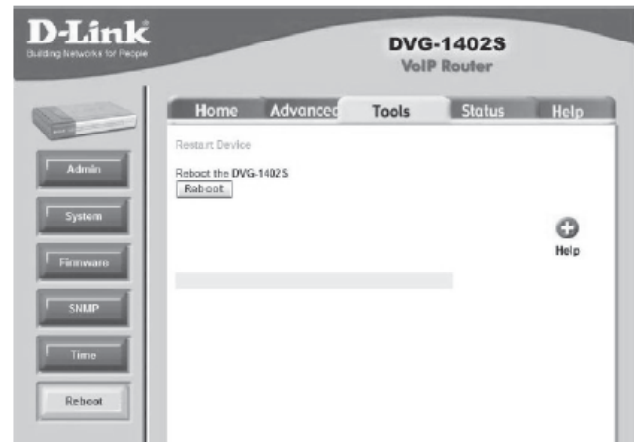 D-Link
Building Networks for People
DVG-1402S
VoIP Router
Home Advanced Tools Status Help
Restart Device
Reboot the DVG-1402S
Reboot
Help
Admin
System
Firmware
SNMP
Time
Reboot